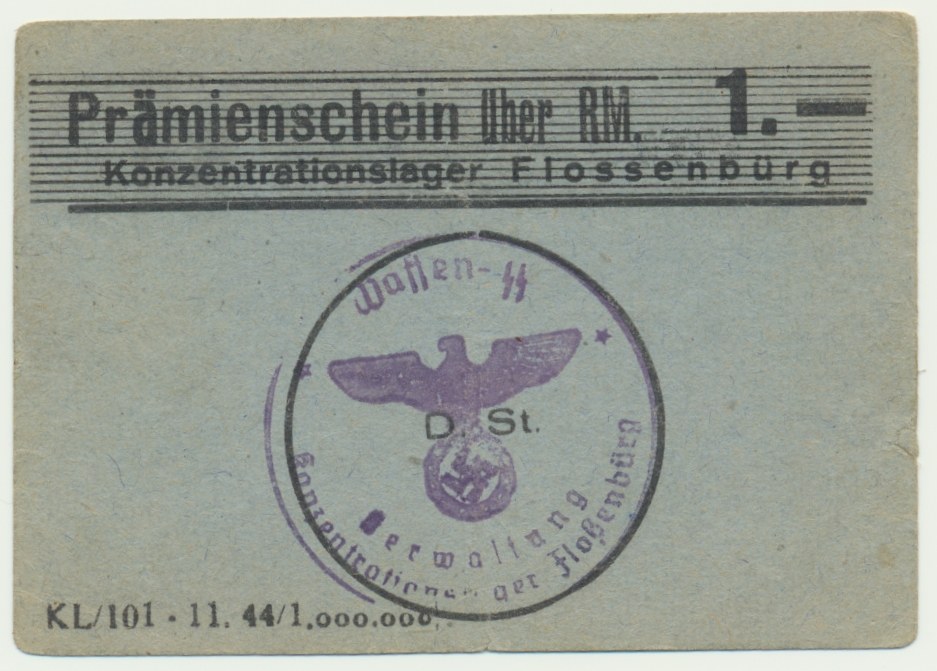 Prämienschein über RM. 1.—
Konzentrationslager Flossenbürg
Waffen-SS
D. St.
Verwaltung
Konzentrationslager Floßenbürg
KL/101 · 11. 44/1.000.000.